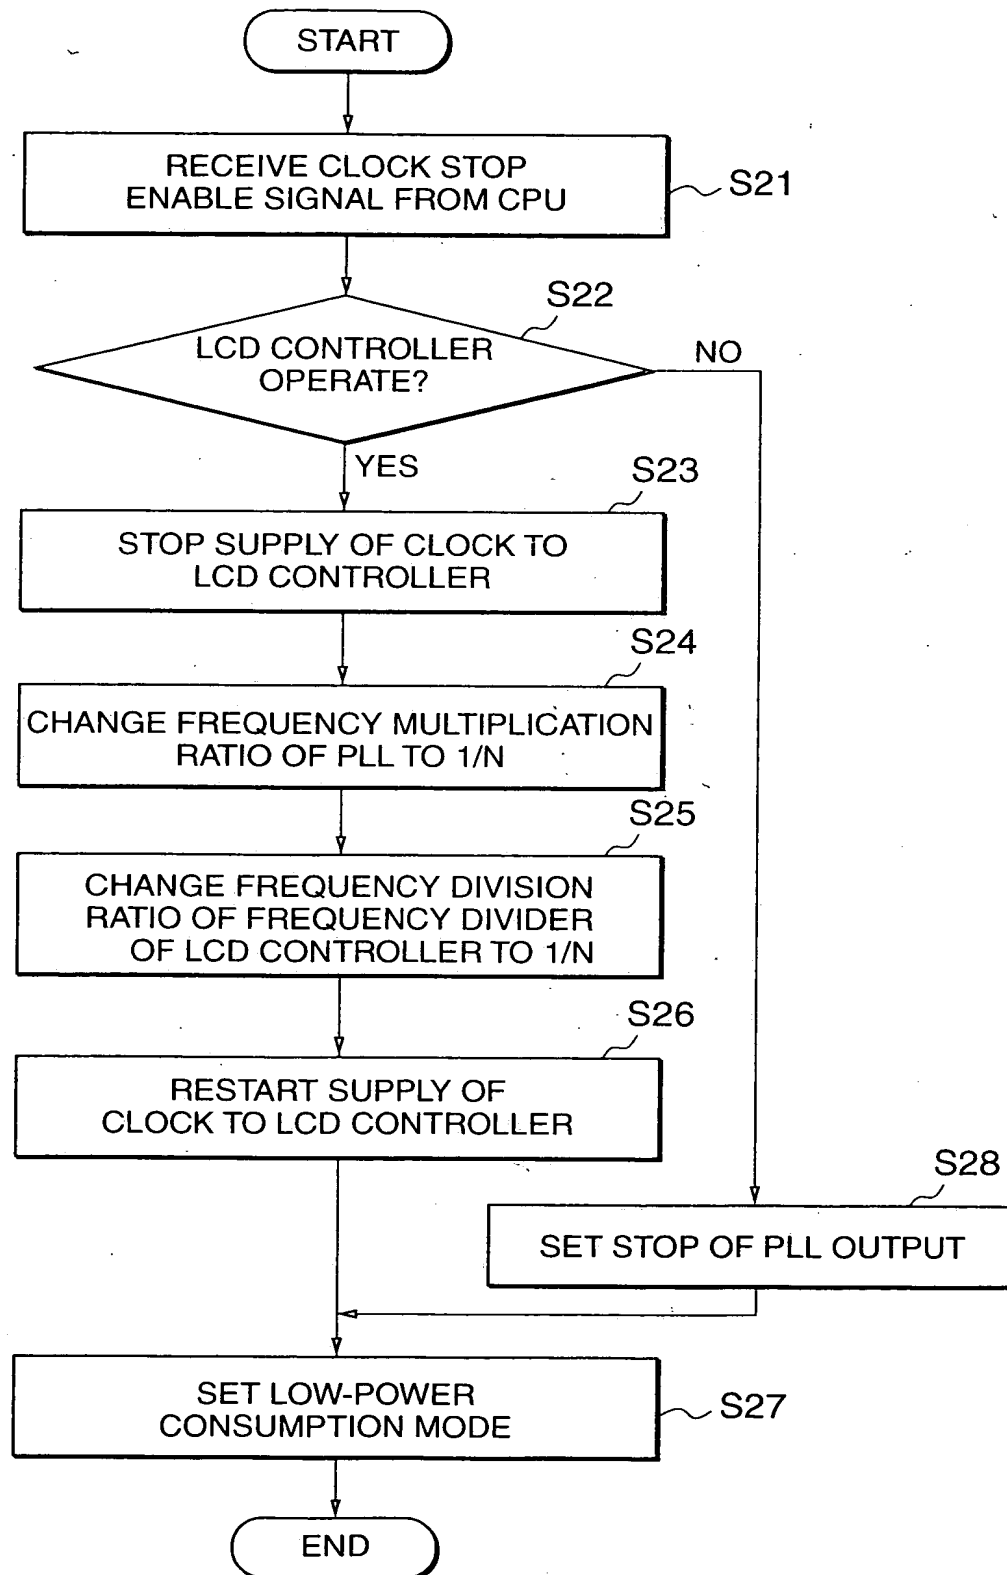 START
RECEIVE CLOCK STOP
ENABLE SIGNAL FROM CPU
S21
S22
LCD CONTROLLER
OPERATE?
NO
YES
S23
STOP SUPPLY OF CLOCK TO
LCD CONTROLLER
S24
CHANGE FREQUENCY MULTIPLICATION
RATIO OF PLL TO 1/N
S25
CHANGE FREQUENCY DIVISION
RATIO OF FREQUENCY DIVIDER
OF LCD CONTROLLER TO 1/N
S26
RESTART SUPPLY OF
CLOCK TO LCD CONTROLLER
S28
SET STOP OF PLL OUTPUT
SET LOW-POWER
CONSUMPTION MODE
S27
END